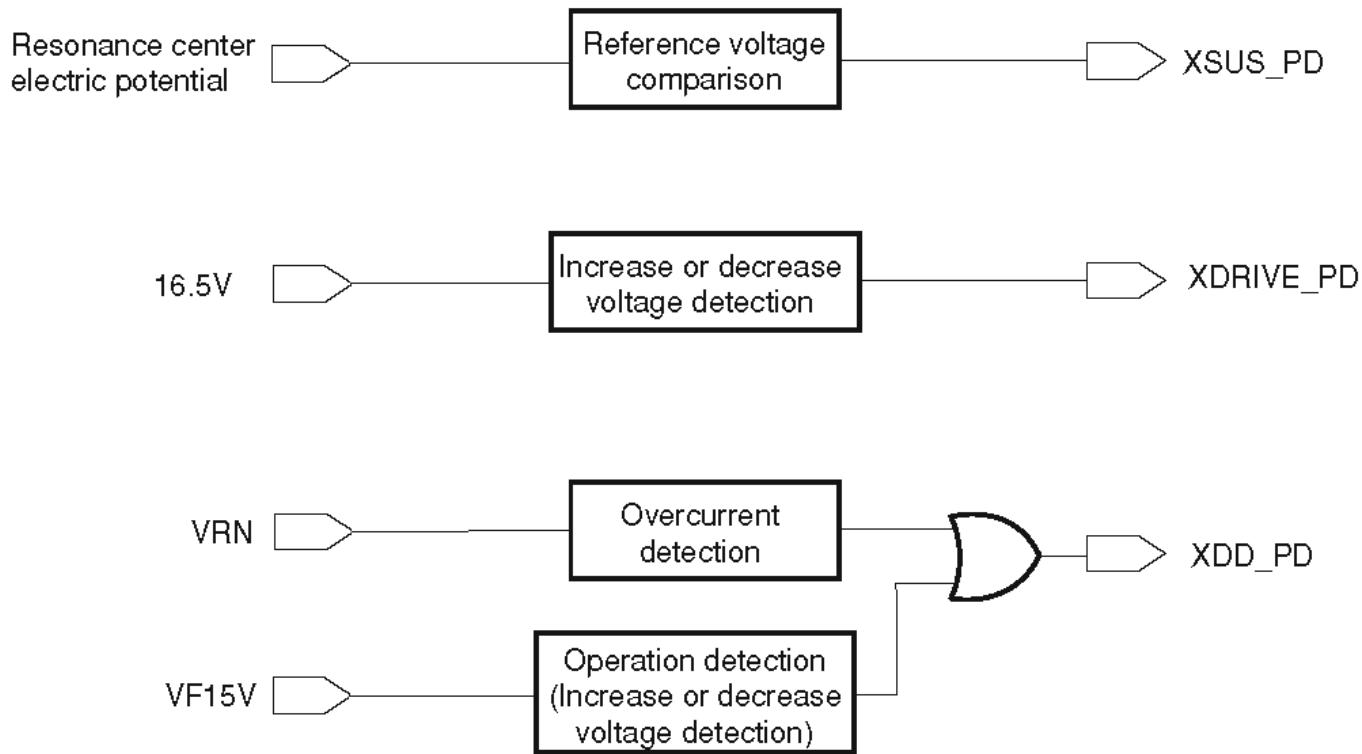 Resonance center
electric potential
Reference voltage
comparison
XSUS_PD
16.5V
Increase or decrease
voltage detection
XDRIVE_PD
VRN
Overcurrent
detection
XDD_PD
VF15V
Operation detection
(Increase or decrease
voltage detection)